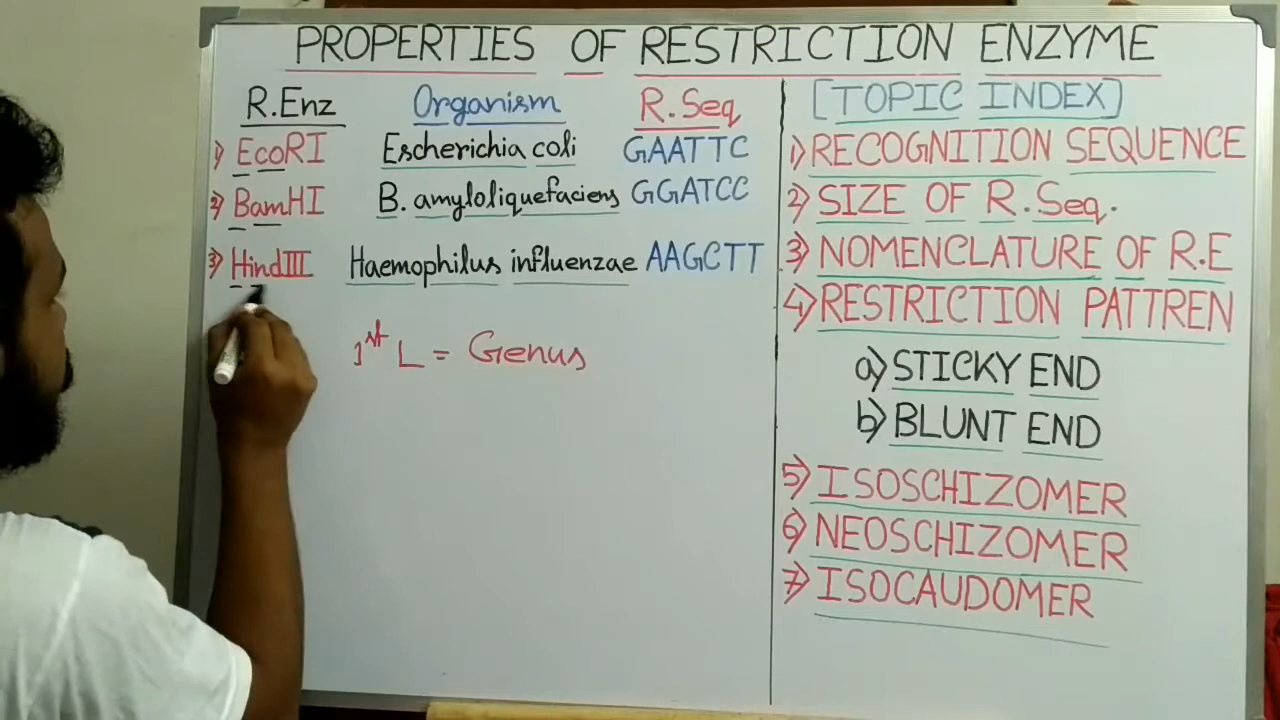 PROPERTIES OF RESTRICTION ENZYME
R.Enz Organism R.Seq
1) EcoRI Escherichia coli GAATTC
2) BamHI B. amyloliquefaciens GGATCC
3) HindIII Haemophilus influenzae AAGCTT
1st L = Genus
[TOPIC INDEX]
1) RECOGNITION SEQUENCE
2) SIZE OF R.Seq.
3) NOMENCLATURE OF R.E
4) RESTRICTION PATTREN
a) STICKY END
b) BLUNT END
5) ISOSCHIZOMER
6) NEOSCHIZOMER
7) ISOCAUDOMER